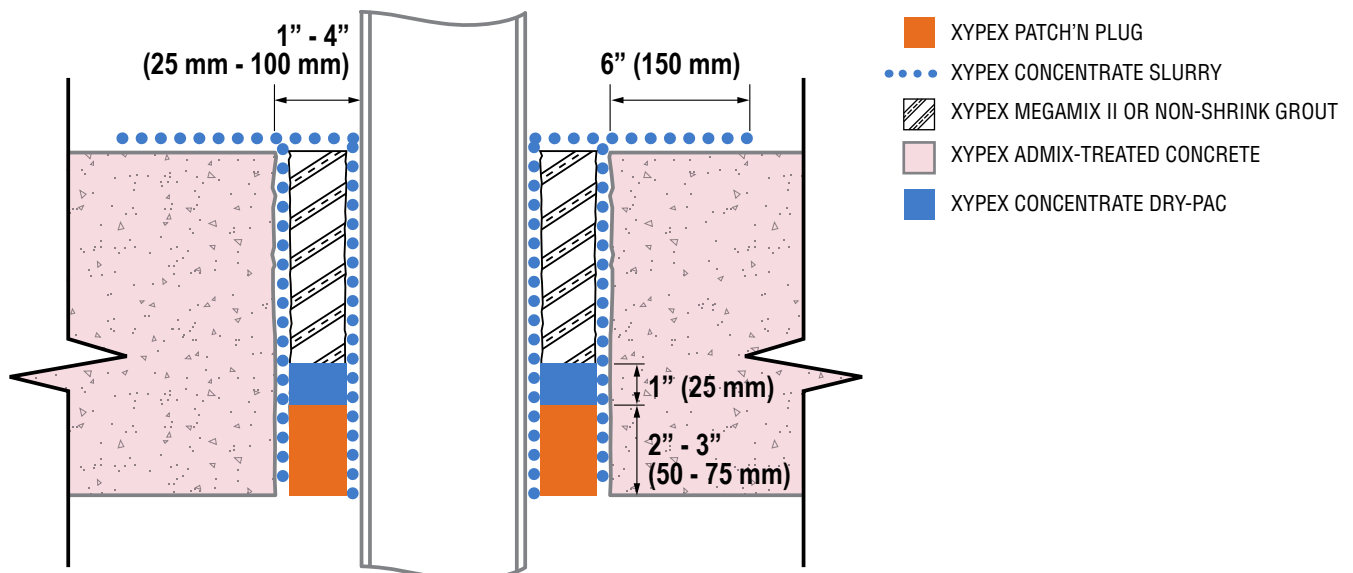 1” - 4”
(25 mm - 100 mm)
6” (150 mm)
1” (25 mm)
2” - 3”
(50 - 75 mm)
XYPEX PATCH’N PLUG
XYPEX CONCENTRATE SLURRY
XYPEX MEGAMIX II OR NON-SHRINK GROUT
XYPEX ADMIX-TREATED CONCRETE
XYPEX CONCENTRATE DRY-PAC